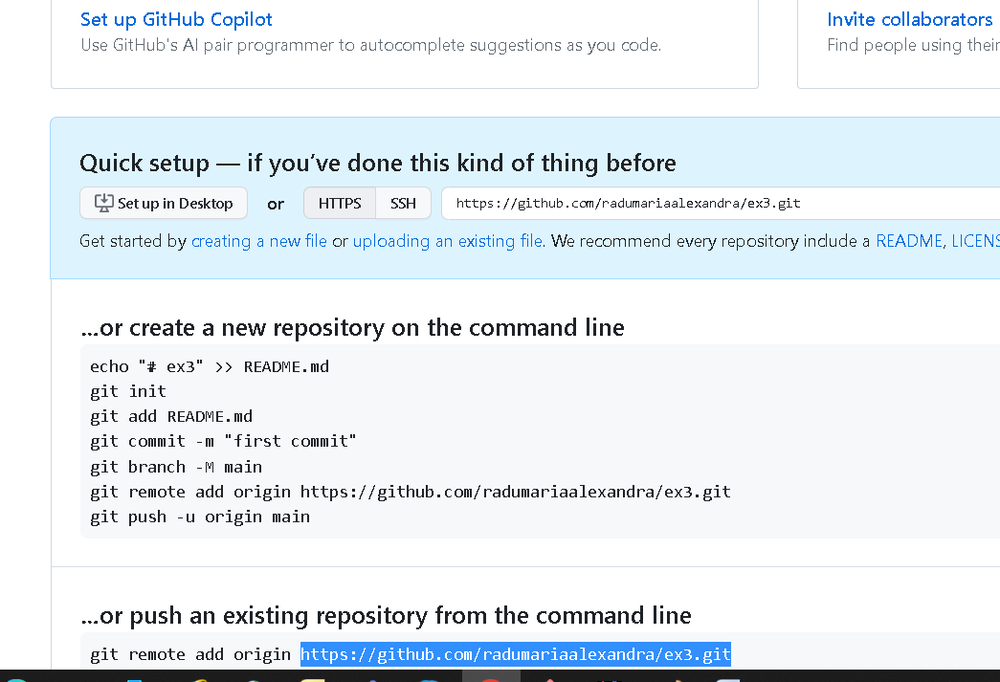 Set up GitHub Copilot
Use GitHub's AI pair programmer to autocomplete suggestions as you code.
Invite collaborators
Find people using their
Quick setup — if you've done this kind of thing before
Set up in Desktop or HTTPS SSH https://github.com/radumariaalexandra/ex3.git
Get started by creating a new file or uploading an existing file. We recommend every repository include a README, LICENS
...or create a new repository on the command line
echo "# ex3" >> README.md
git init
git add README.md
git commit -m "first commit"
git branch -M main
git remote add origin https://github.com/radumariaalexandra/ex3.git
git push -u origin main
...or push an existing repository from the command line
git remote add origin https://github.com/radumariaalexandra/ex3.git